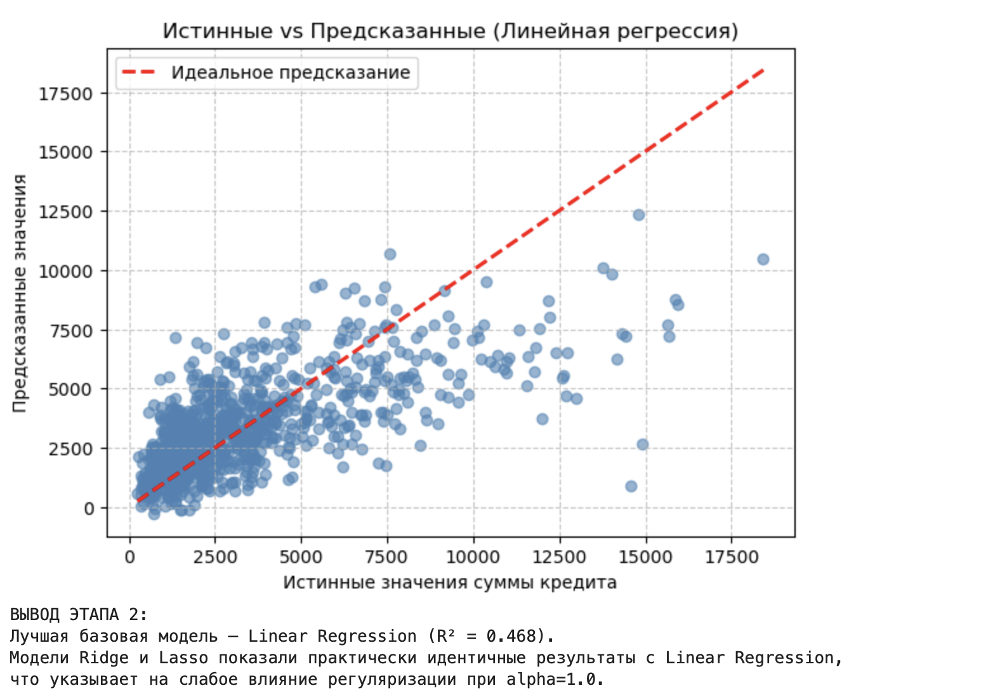 Истинные vs Предсказанные (Линейная регрессия)
Идеальное предсказание
17500
15000
12500
10000
7500
5000
2500
0
Предсказанные значения
0 2500 5000 7500 10000 12500 15000 17500
Истинные значения суммы кредита
ВЫВОД ЭТАПА 2:
Лучшая базовая модель — Linear Regression (R² = 0.468).
Модели Ridge и Lasso показали практически идентичные результаты с Linear Regression,
что указывает на слабое влияние регуляризации при alpha=1.0.